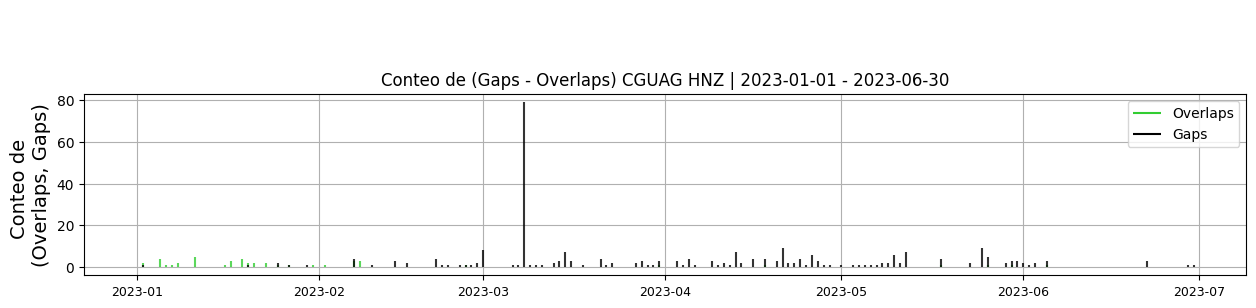 Conteo de (Gaps - Overlaps) CGUAG HNZ | 2023-01-01 - 2023-06-30
Conteo de
(Overlaps, Gaps)
80
60
40
20
0
Overlaps
Gaps
2023-01
2023-02
2023-03
2023-04
2023-05
2023-06
2023-07